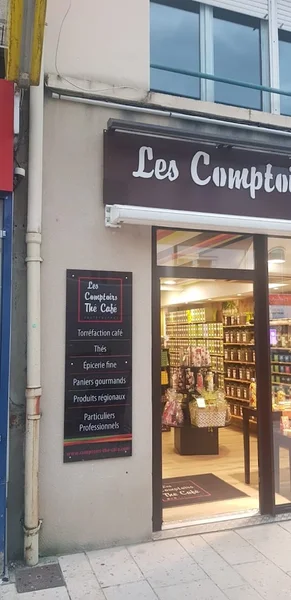 Les Comptoi
Les
Comptoirs
Thé Café
Torréfaction café
Thés
Épicerie fine
Paniers gourmands
Produits régionaux
Particuliers
Professionnels
Les
Comptoirs
Thé Café